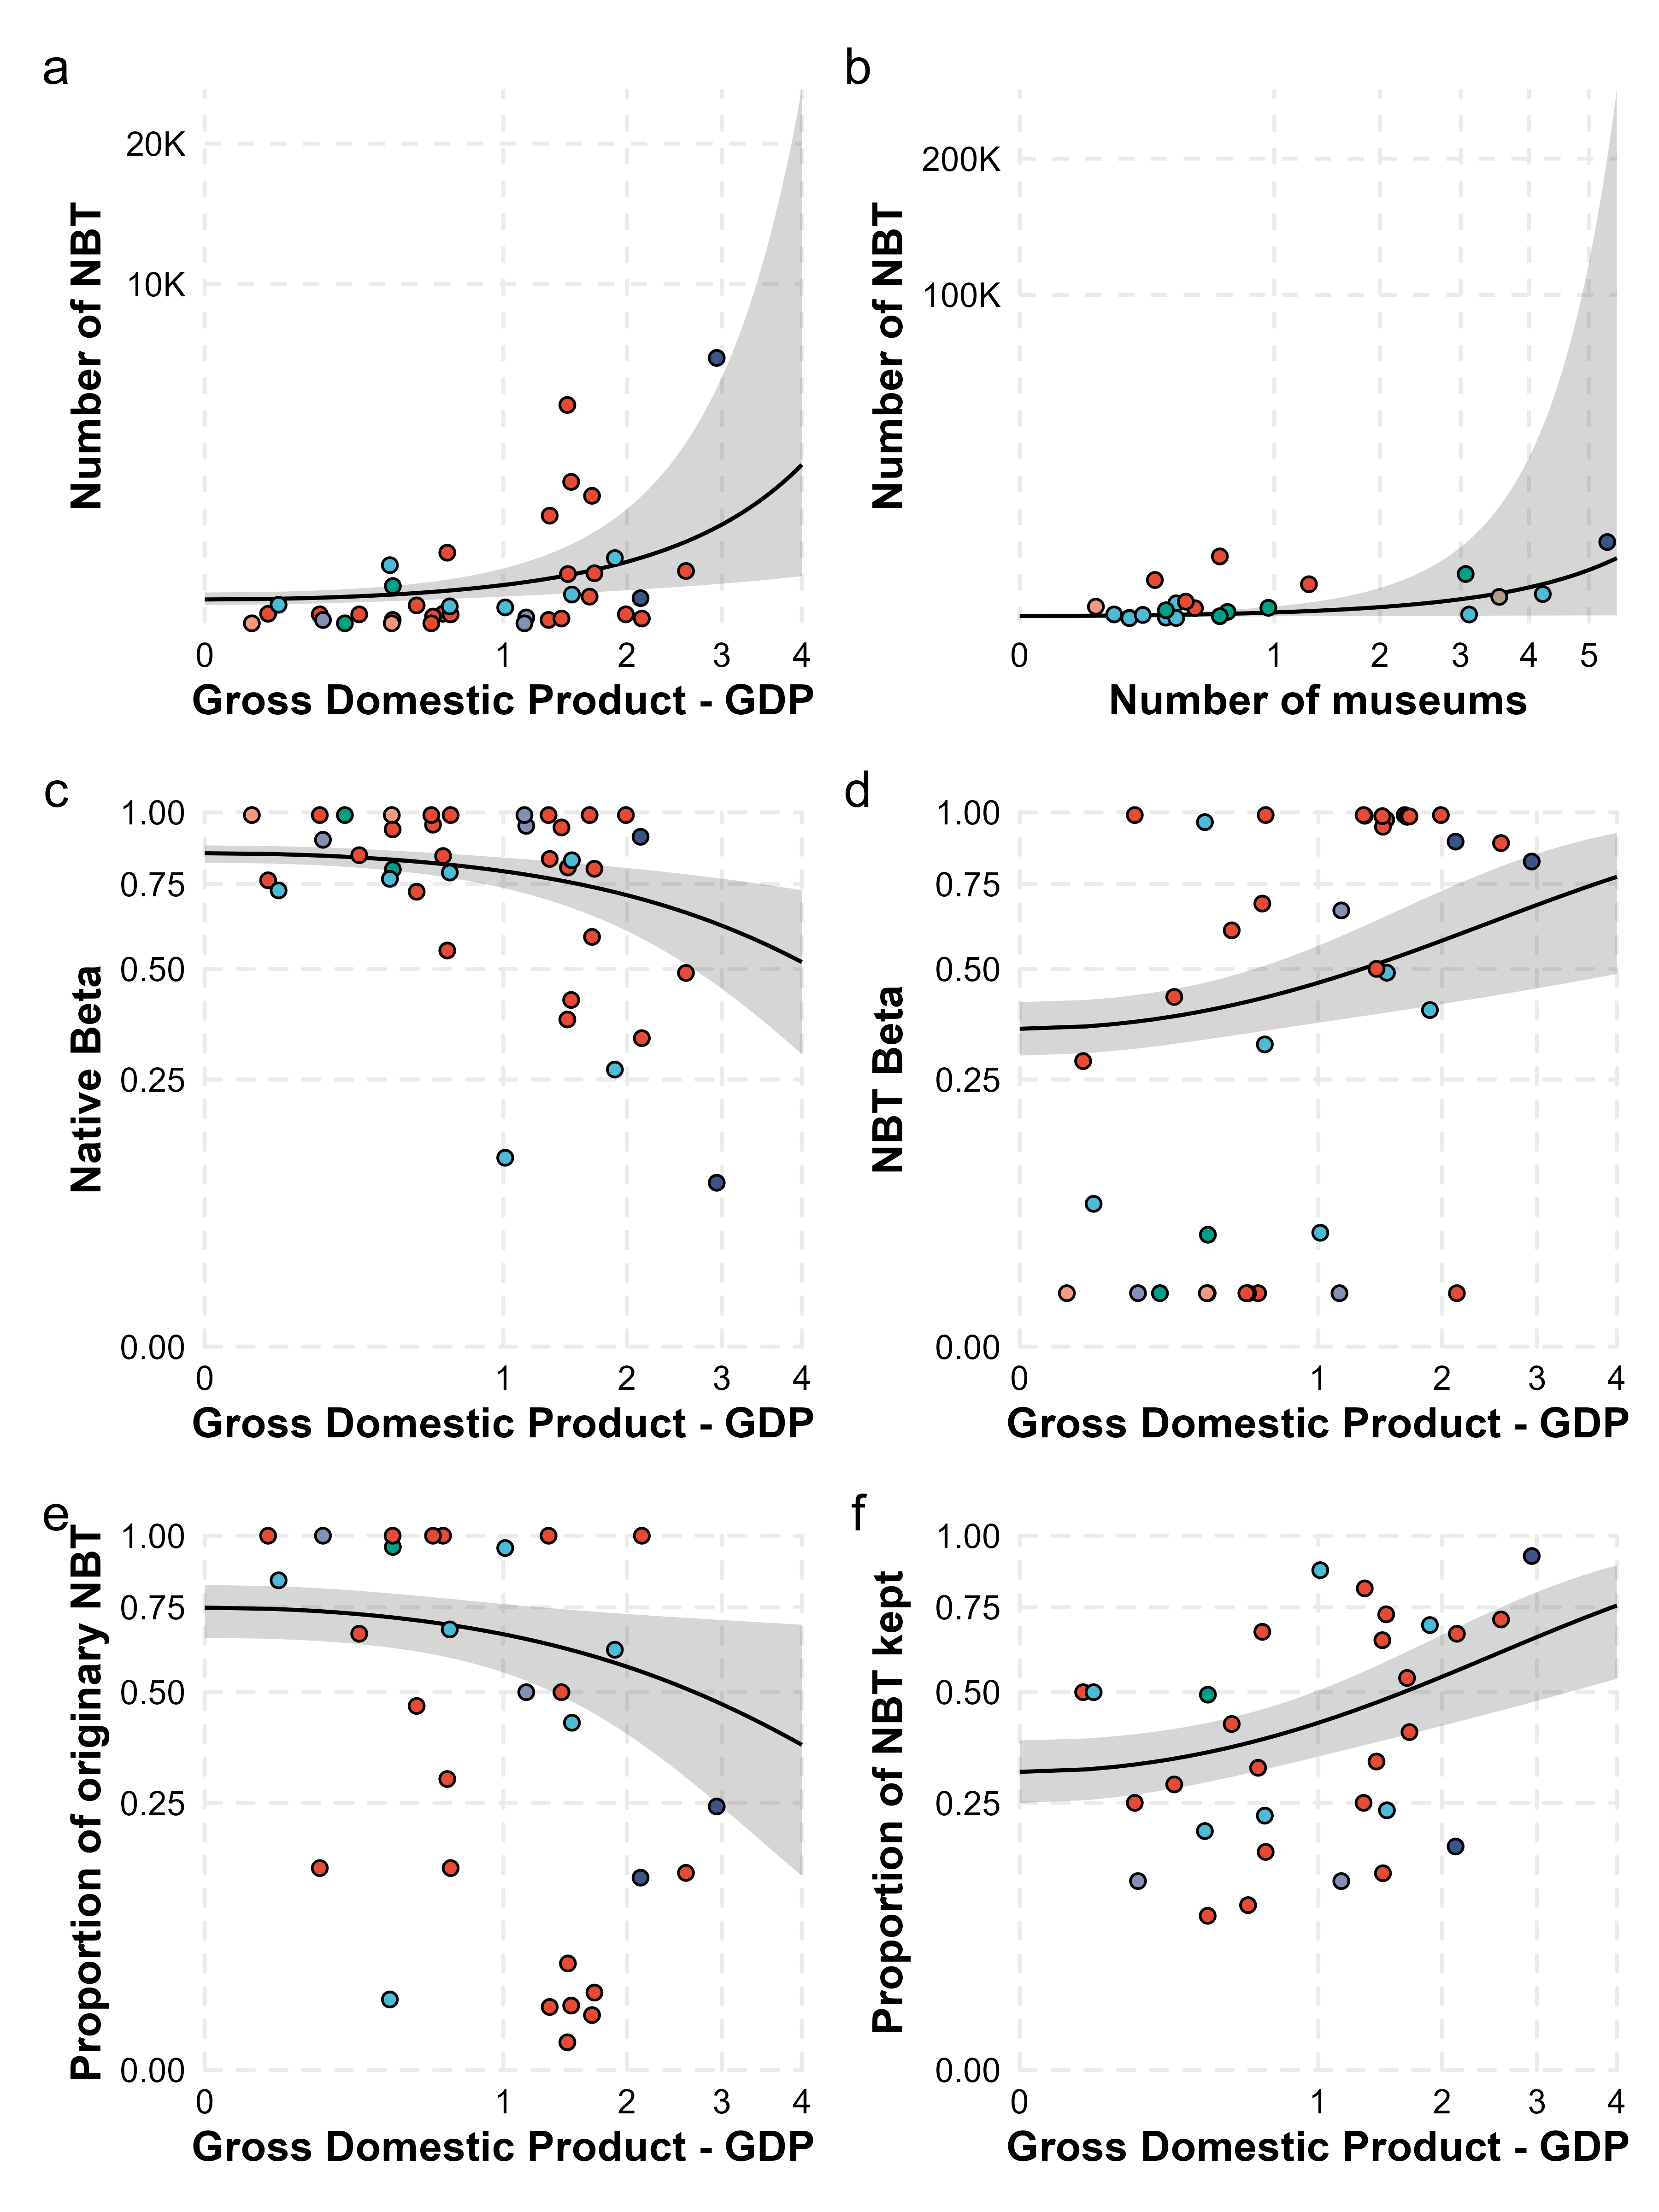 a
20K
10K
Number of NBT
0 1 2 3 4
Gross Domestic Product - GDP
b
200K
100K
Number of NBT
0 1 2 3 4 5
Number of museums
c
1.00
0.75
0.50
0.25
0.00
Native Beta
0 1 2 3 4
Gross Domestic Product - GDP
d
1.00
0.75
0.50
0.25
0.00
NBT Beta
0 1 2 3 4
Gross Domestic Product - GDP
e
1.00
0.75
0.50
0.25
0.00
Proportion of originary NBT
0 1 2 3 4
Gross Domestic Product - GDP
f
1.00
0.75
0.50
0.25
0.00
Proportion of NBT kept
0 1 2 3 4
Gross Domestic Product - GDP